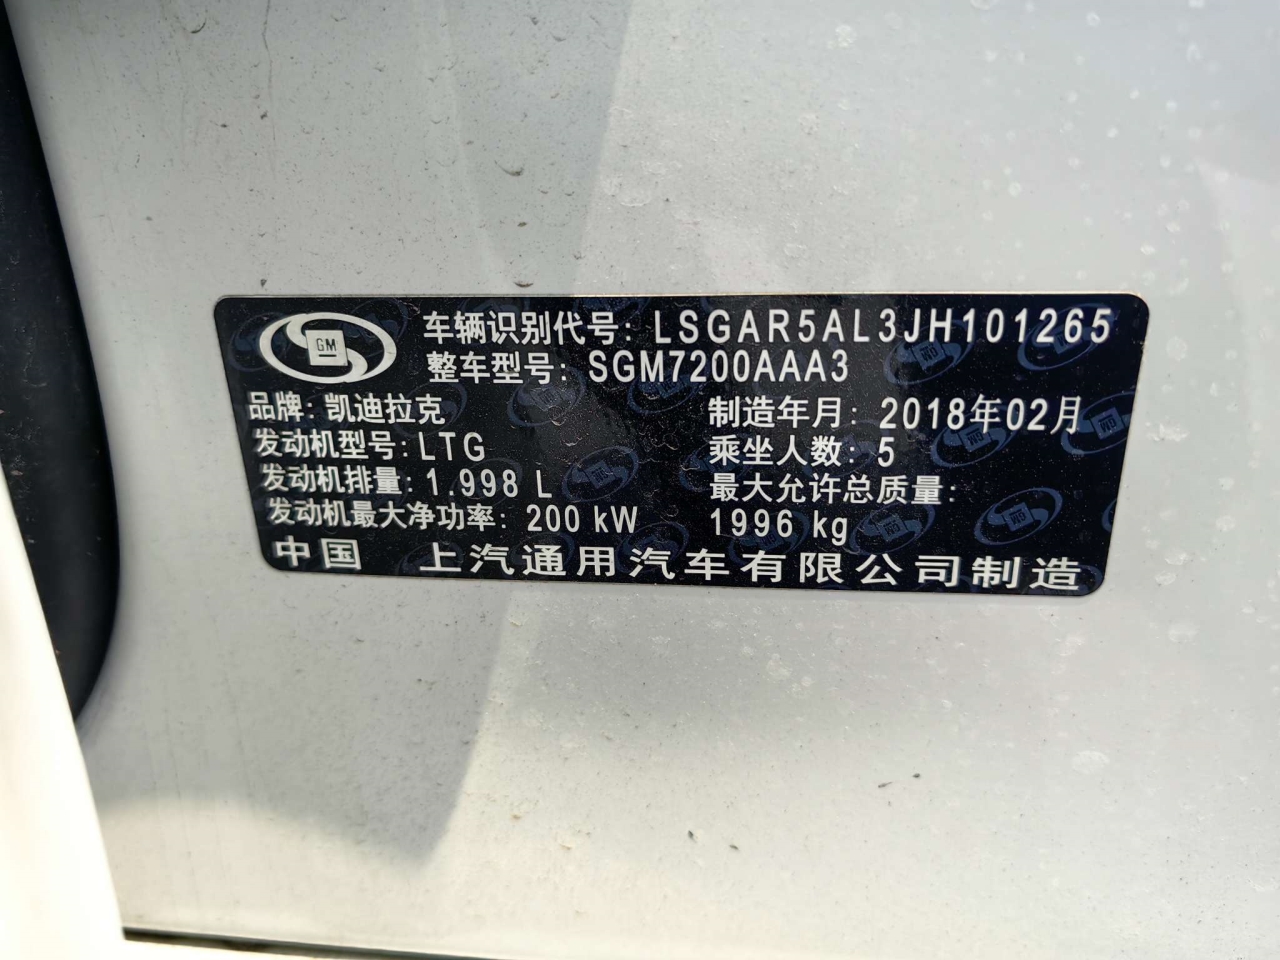 GM
车辆识别代号: LSGAR5AL3JH101265
整车型号: SGM7200AAA3
品牌: 凯迪拉克
制造年月: 2018年02月
发动机型号: LTG
乘坐人数: 5
发动机排量: 1.998 L
最大允许总质量:
发动机最大净功率: 200 kW
1996 kg
中国 上汽通用汽车有限公司制造